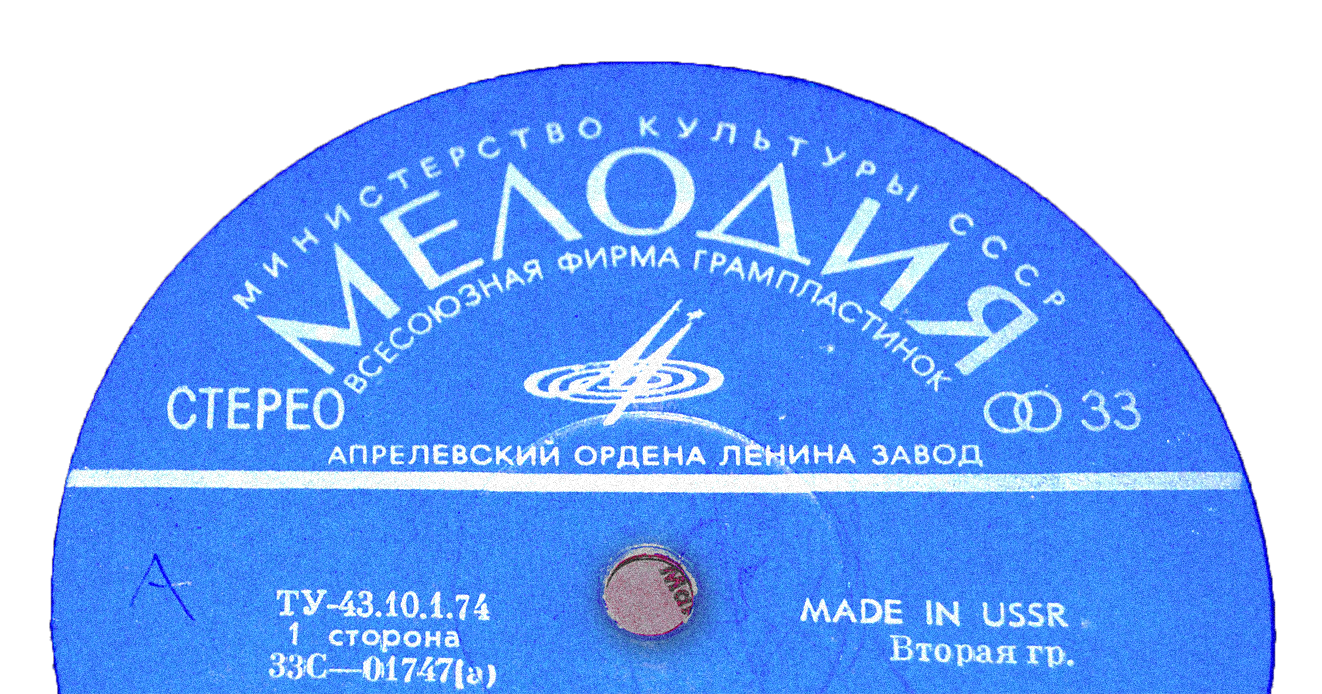 МИНИСТЕРСТВО КУЛЬТУРЫ СССР
МЕЛОДИЯ
ВСЕСОЮЗНАЯ ФИРМА ГРАМПЛАСТИНОК
СТЕРЕО
33
АПРЕЛЕВСКИЙ ОРДЕНА ЛЕНИНА ЗАВОД
А
ТУ-43.10.1.74
1 сторона
33С—01747(а)
MADE IN USSR
Вторая гр.